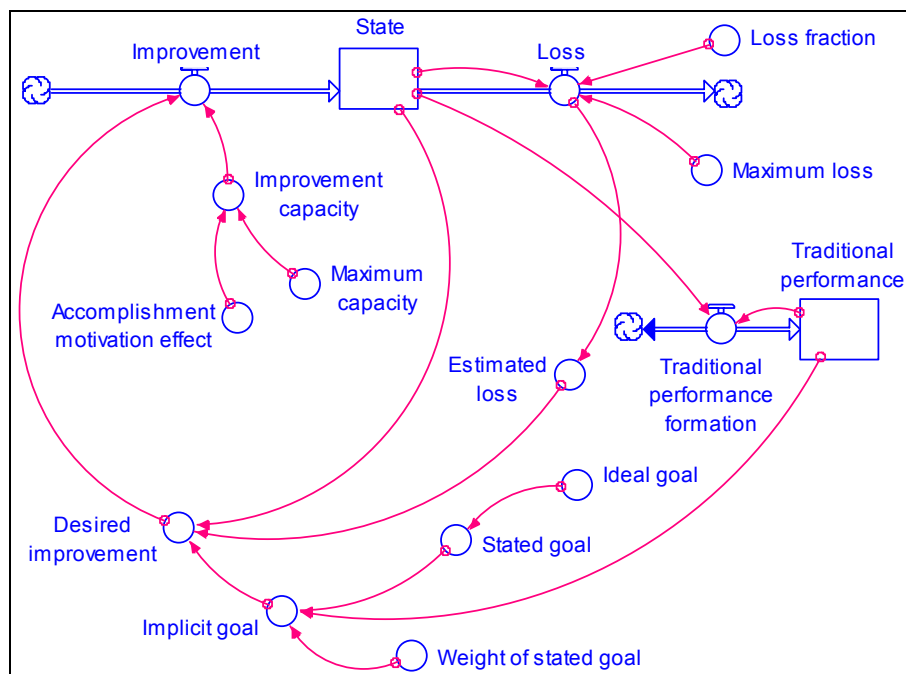 Improvement
State
Loss
Loss fraction
Improvement
capacity
Maximum loss
Maximum
capacity
Accomplishment
motivation effect
Traditional
performance
Estimated
loss
Traditional
performance
formation
Ideal goal
Desired
improvement
Stated goal
Implicit goal
Weight of stated goal